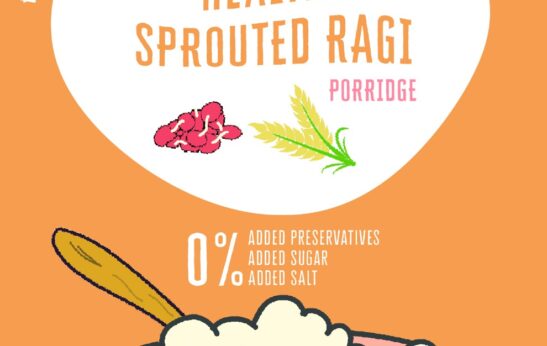 SPROUTED RAGI
PORRIDGE
0%
ADDED PRESERVATIVES
ADDED SUGAR
ADDED SALT